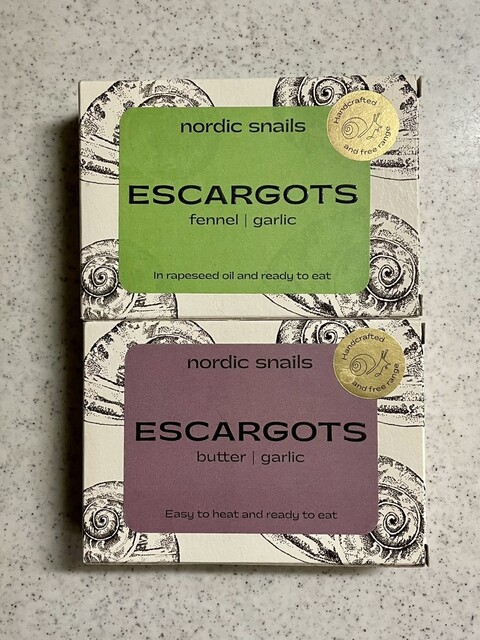 nordic snails
Handcrafted
and free range
ESCARGOTS
fennel | garlic
In rapeseed oil and ready to eat
nordic snails
Handcrafted
and free range
ESCARGOTS
butter | garlic
Easy to heat and ready to eat